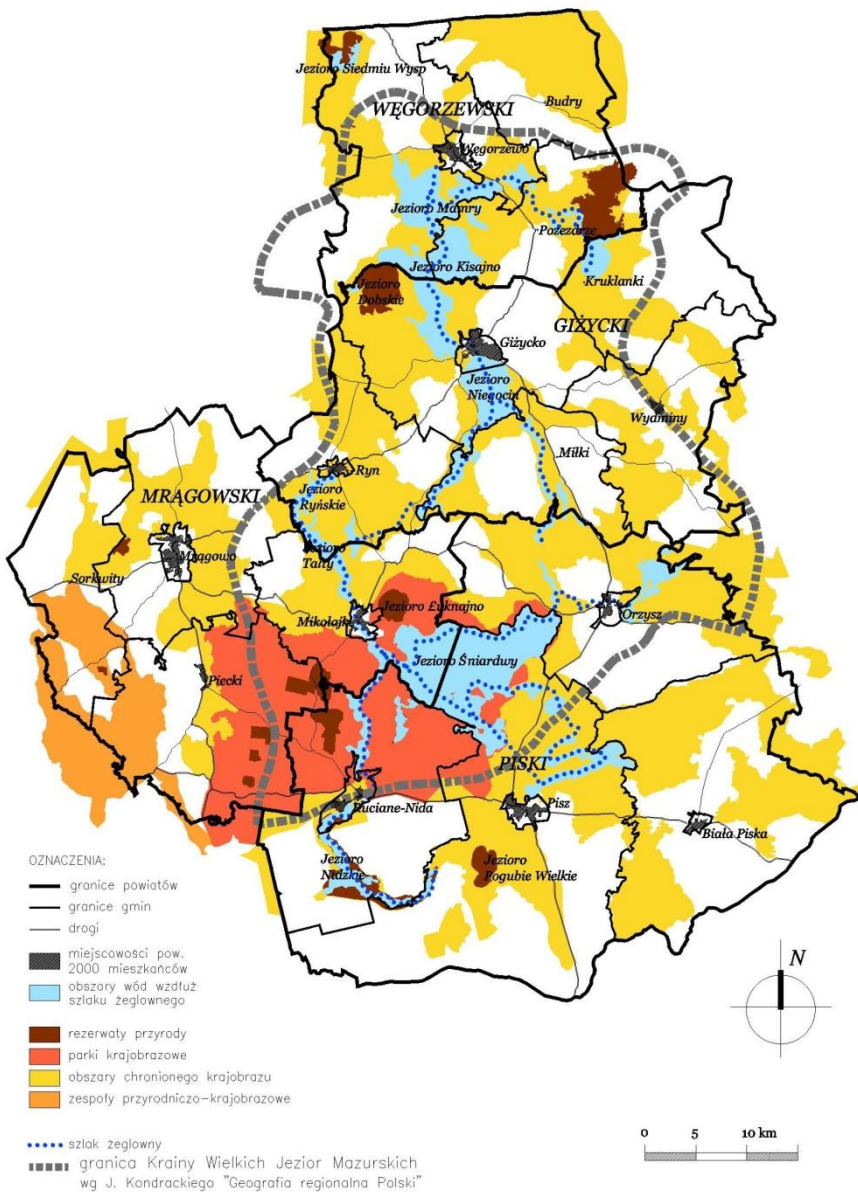 Jezioro Siedmiu Wysp
WĘGORZEWSKI
Budry
Węgorzewo
Jezioro Mamry
Pozezdrze
Jezioro Kisajno
Kruklanki
Jezioro
Dobskie
GIŻYCKI
Giżycko
Jezioro
Niegocin
Wydminy
Miłki
Ryn
Jezioro
Ryńskie
MRĄGOWSKI
Mrągowo
Jezioro
Tałty
Sorkwity
Jezioro Łuknajno
Mikołajki
Orzysz
Jezioro Śniardwy
Piecki
PISKI
Ruciane-Nida
Pisz
Biała Piska
Jezioro
Nidzkie
Jezioro
Pogubie Wielkie
OZNACZENIA:
granice powiatów
granice gmin
drogi
miejscowości pow.
2000 mieszkańców
obszary wód wzdłuż
szlaku żeglownego
rezerwaty przyrody
parki krajobrazowe
obszary chronionego krajobrazu
zespoły przyrodniczo-krajobrazowe
szlak żeglowny
granica Krainy Wielkich Jezior Mazurskich
wg J. Kondrackiego "Geografia regionalna Polski"
N
0 5 10 km